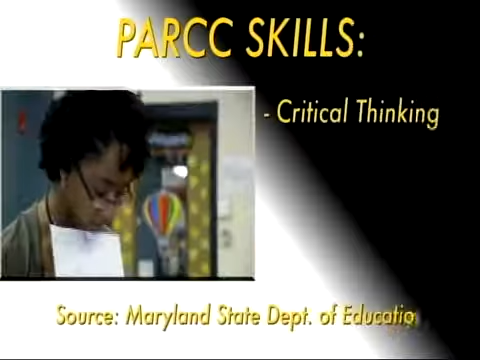 PARCC SKILLS:
- Critical Thinking
Source: Maryland State Dept. of Educatio